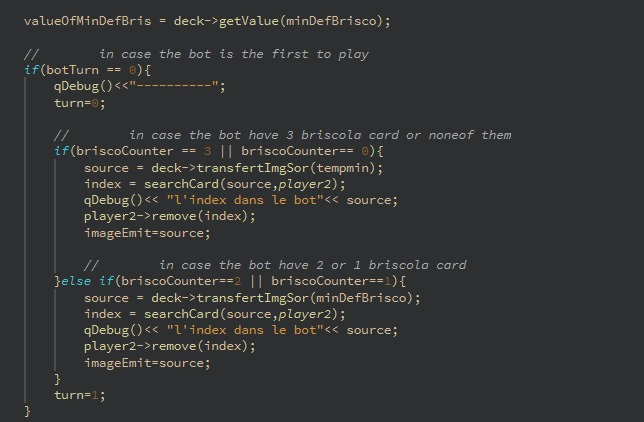 valueOfMinDefBris = deck->getValue(minDefBrisco);
//        in case the bot is the first to play
if(botTurn == 0){
qDebug()<<"----------";
turn=0;
//        in case the bot have 3 briscola card or noneof them
if(briscoCounter == 3 || briscoCounter== 0){
source = deck->transfertImgSor(tempmin);
index = searchCard(source,player2);
qDebug()<< "l'index dans le bot"<< source;
player2->remove(index);
imageEmit=source;
//        in case the bot have 2 or 1 briscola card
}else if(briscoCounter==2 || briscoCounter==1){
source = deck->transfertImgSor(minDefBrisco);
index = searchCard(source,player2);
qDebug()<< "l'index dans le bot"<< source;
player2->remove(index);
imageEmit=source;
}
turn=1;
}